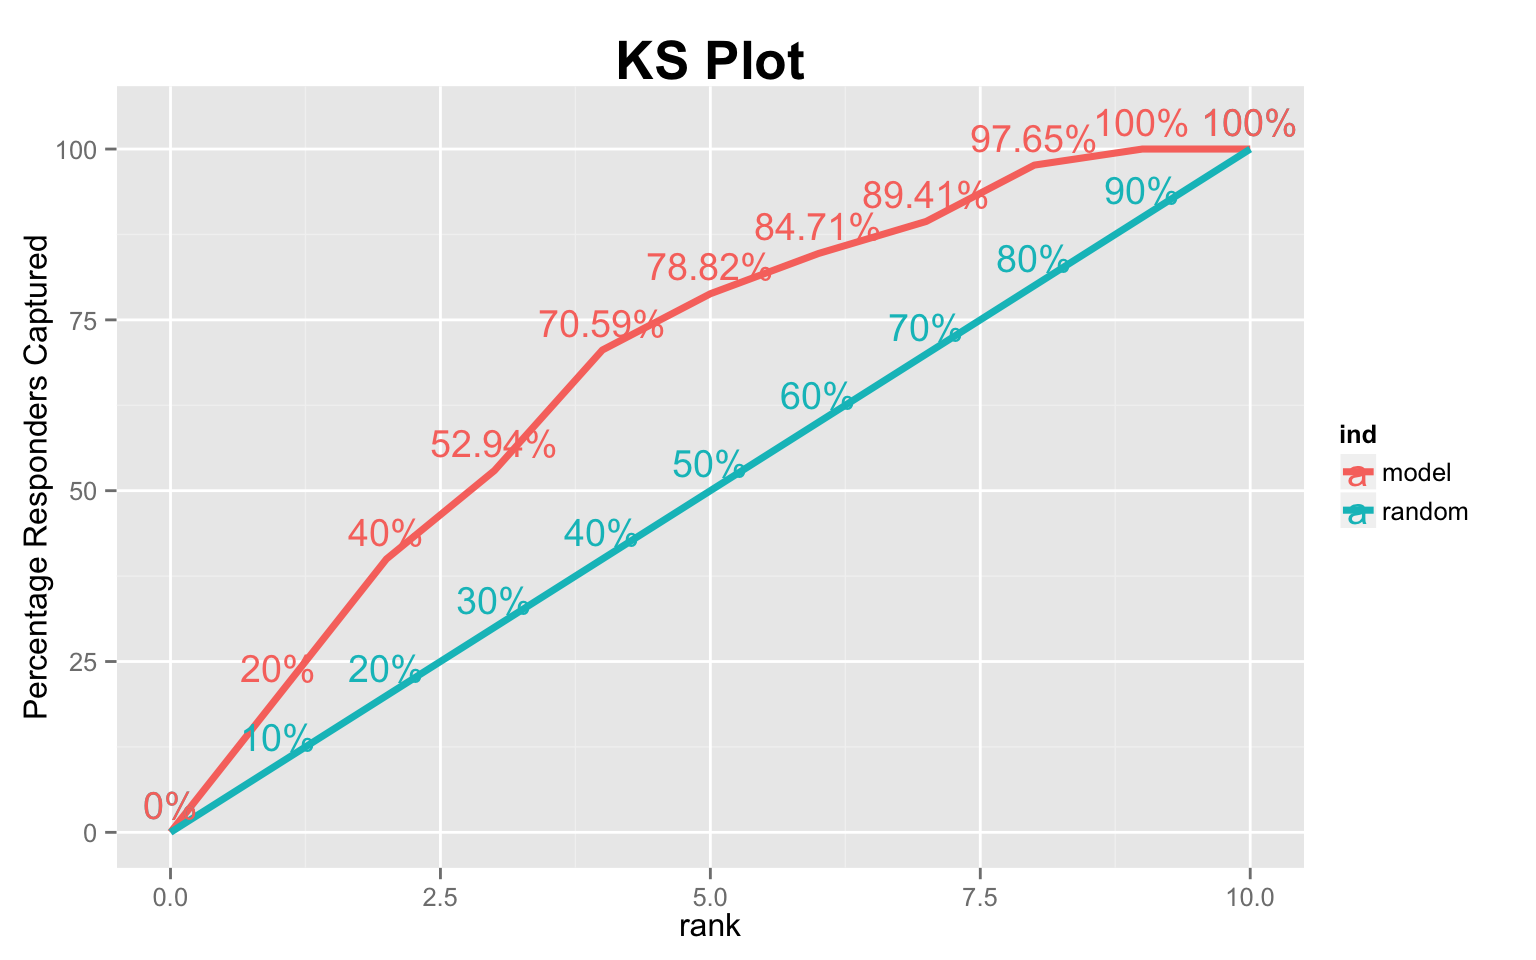 KS Plot
97.65% 100% 100%
100
89.41%
90%
84.71%
78.82%
80%
75
70.59%
70%
60%
52.94%
50%
50
40%
40%
30%
25
20%
20%
10%
0%
0
0.0 2.5 5.0 7.5 10.0
rank
Percentage Responders Captured
ind
a model
a random